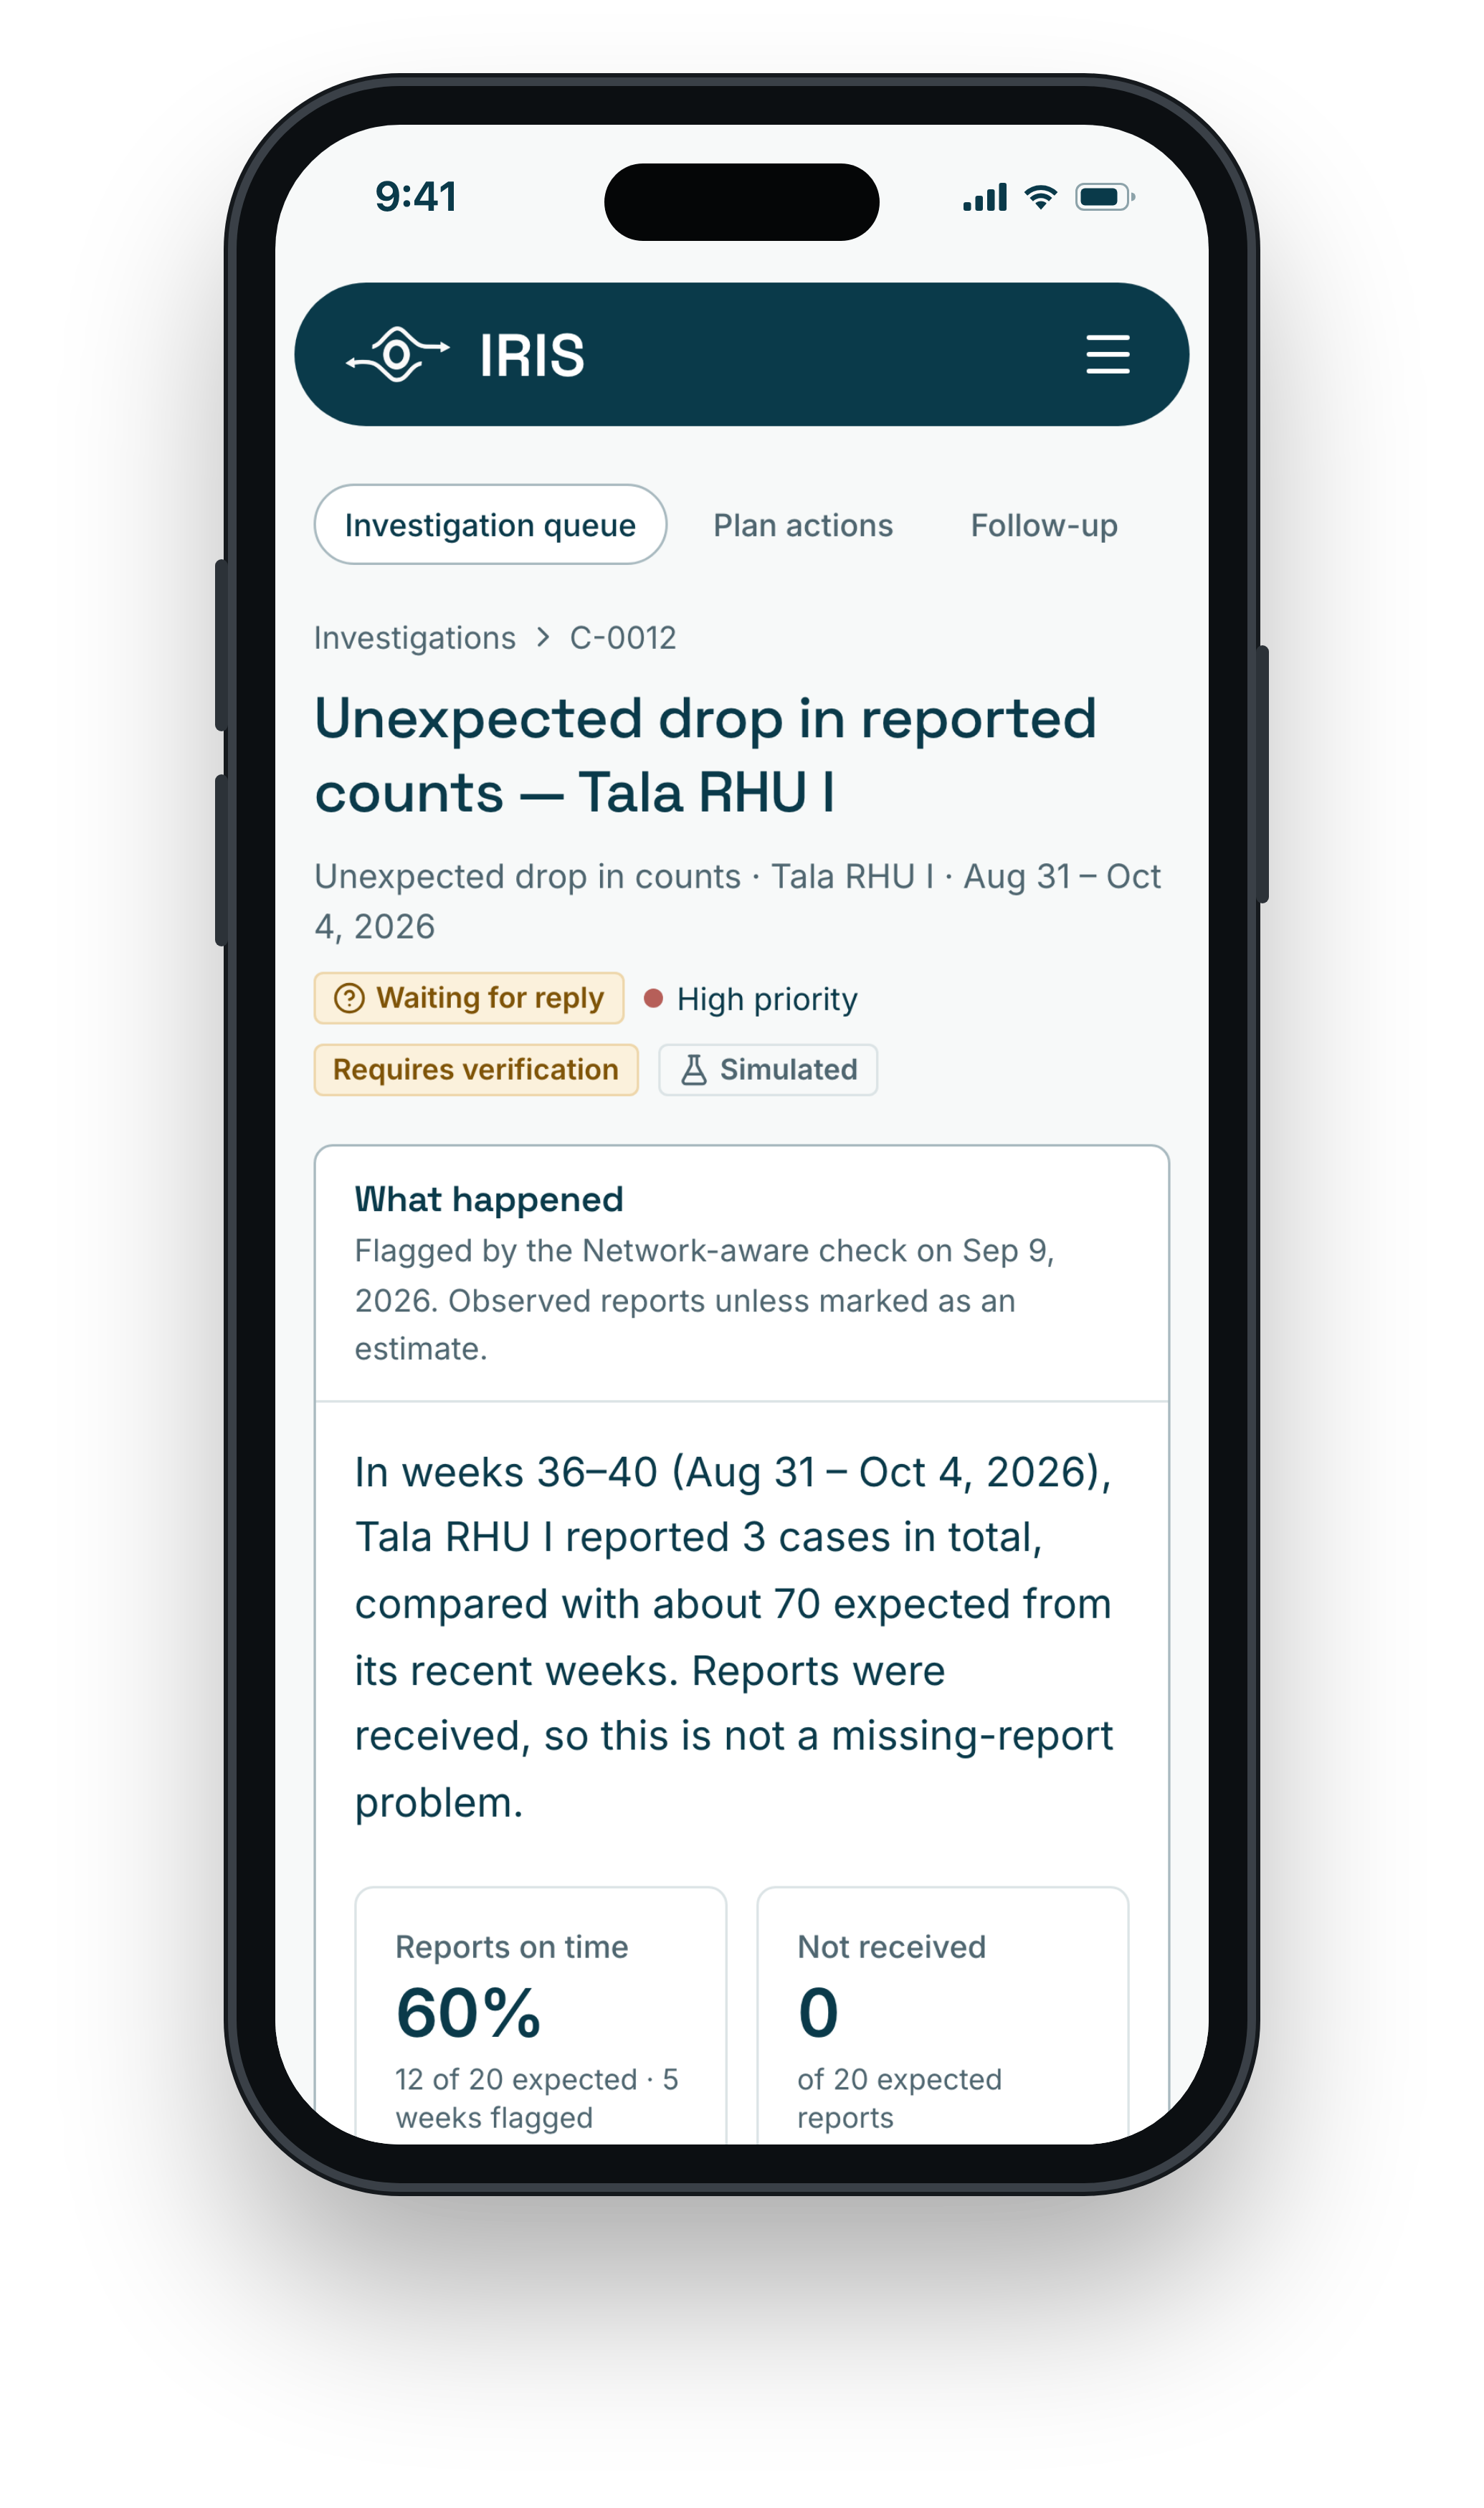 9:41
IRIS
Investigation queue
Plan actions
Follow-up
Investigations > C-0012
Unexpected drop in reported
counts — Tala RHU I
Unexpected drop in counts · Tala RHU I · Aug 31 – Oct
4, 2026
Waiting for reply
High priority
Requires verification
Simulated
What happened
Flagged by the Network-aware check on Sep 9,
2026. Observed reports unless marked as an
estimate.
In weeks 36–40 (Aug 31 – Oct 4, 2026),
Tala RHU I reported 3 cases in total,
compared with about 70 expected from
its recent weeks. Reports were
received, so this is not a missing-report
problem.
Reports on time
60%
12 of 20 expected · 5
weeks flagged
Not received
0
of 20 expected
reports